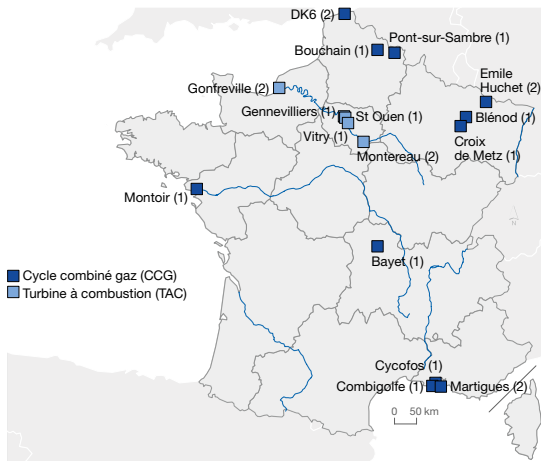 DK6 (2)
Pont-sur-Sambre (1)
Bouchain (1)
Emile
Huchet (2)
Gonfreville (2)
Gennevilliers (1)
St Ouen (1)
Blénod (1)
Vitry (1)
Croix
de Metz (1)
Montereau (2)
Montoir (1)
Bayet (1)
Cycle combiné gaz (CCG)
Turbine à combustion (TAC)
Cycofos (1)
Combigolfe (1)
Martigues (2)
0 50 km